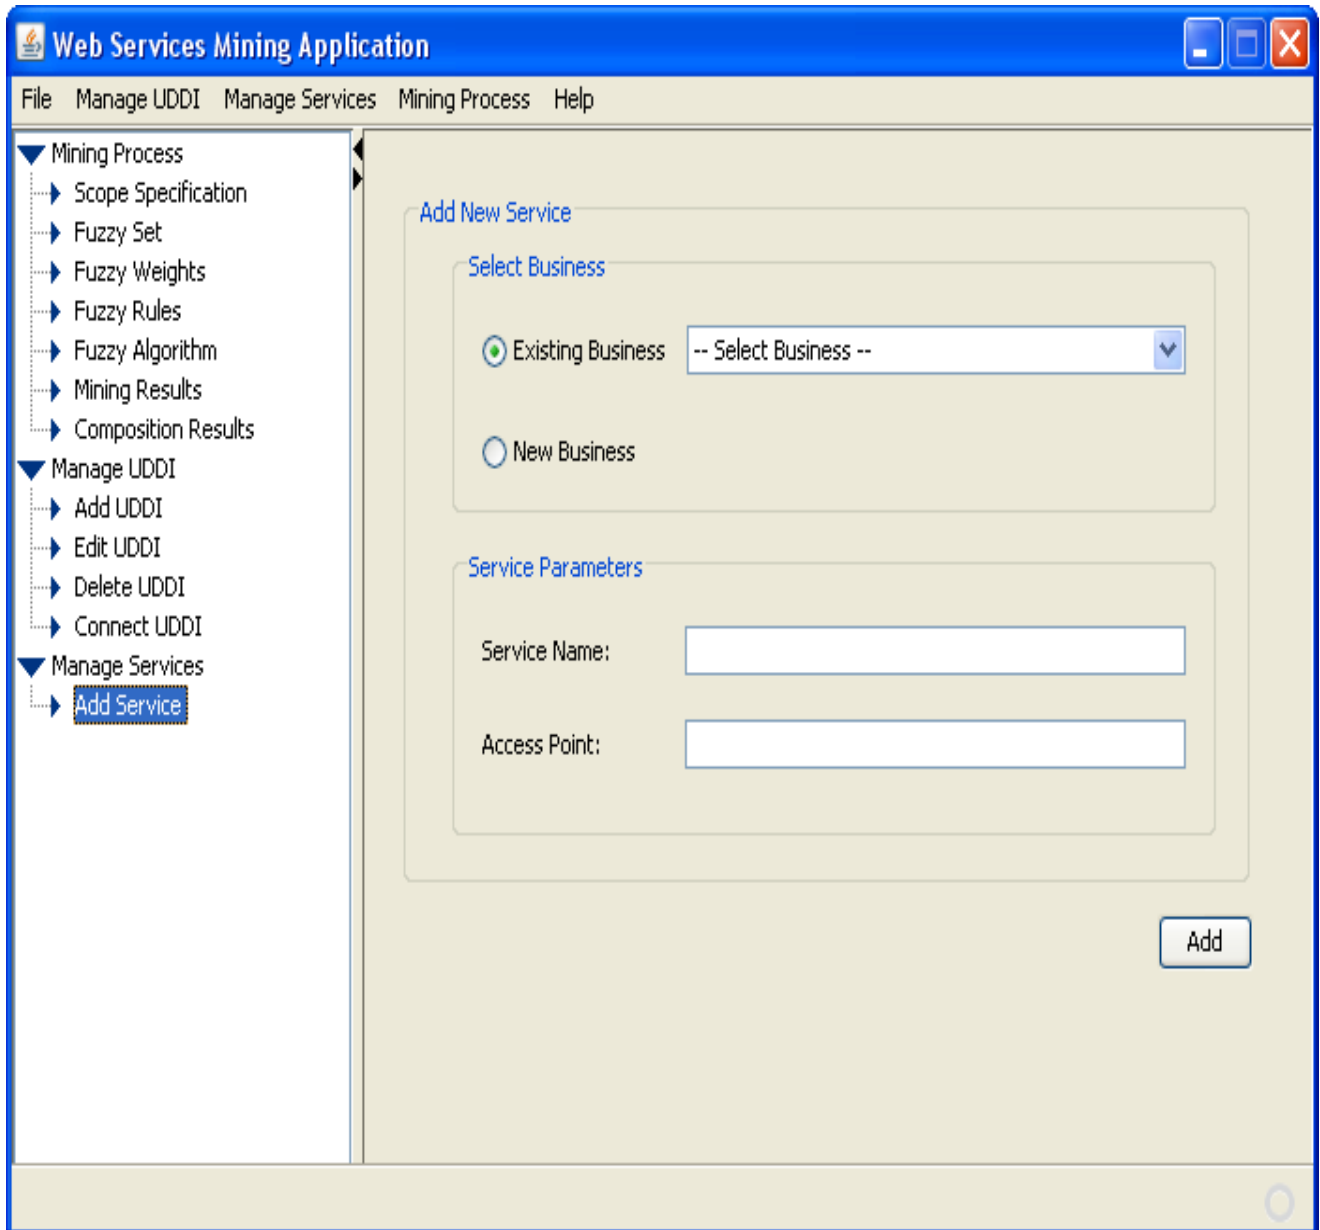 Web Services Mining Application
File Manage UDDI Manage Services Mining Process Help
Mining Process
Scope Specification
Fuzzy Set
Fuzzy Weights
Fuzzy Rules
Fuzzy Algorithm
Mining Results
Composition Results
Manage UDDI
Add UDDI
Edit UDDI
Delete UDDI
Connect UDDI
Manage Services
Add Service
Add New Service
Select Business
Existing Business -- Select Business --
New Business
Service Parameters
Service Name:
Access Point:
Add